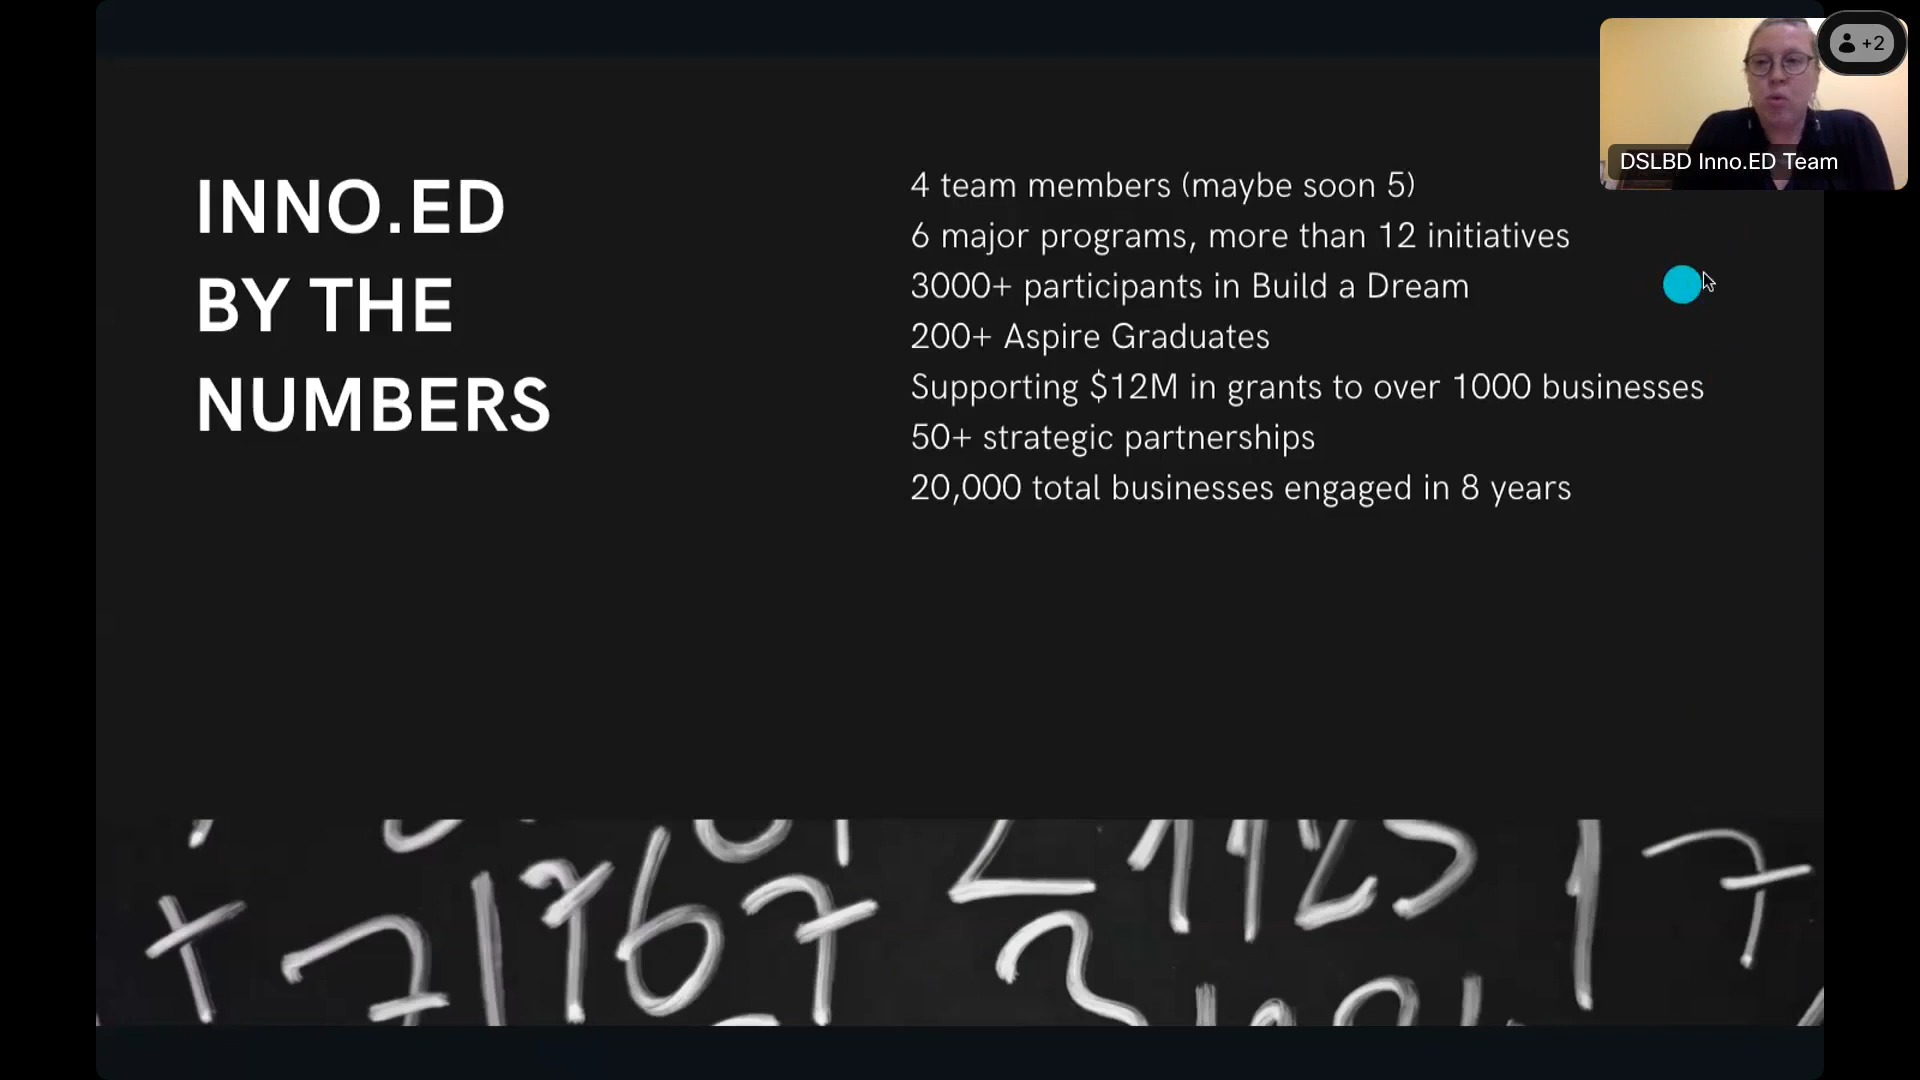 INNO.ED
BY THE
NUMBERS
4 team members (maybe soon 5)
6 major programs, more than 12 initiatives
3000+ participants in Build a Dream
200+ Aspire Graduates
Supporting $12M in grants to over 1000 businesses
50+ strategic partnerships
20,000 total businesses engaged in 8 years
+2
DSLBD Inno.ED Team